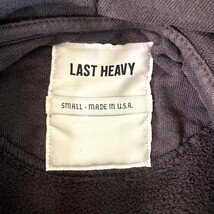 LAST HEAVY
SMALL - MADE IN U.S.A.